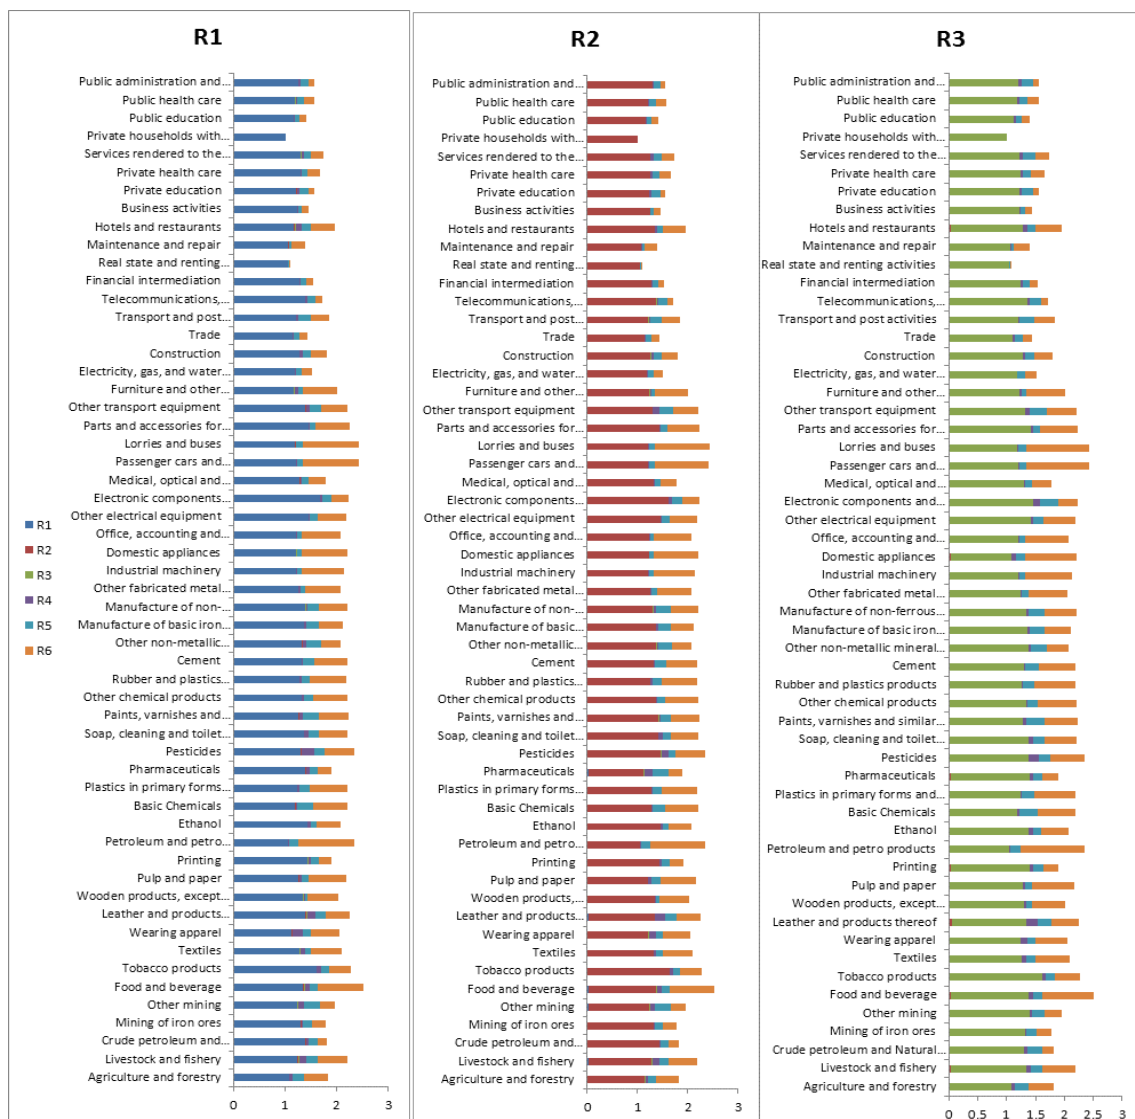 R1
Public administration and...
Public health care
Public education
Private households with...
Services rendered to the...
Private health care
Private education
Business activities
Hotels and restaurants
Maintenance and repair
Real state and renting...
Financial intermediation
Telecommunications,...
Transport and post...
Trade
Construction
Electricity, gas, and water...
Furniture and other...
Other transport equipment
Parts and accessories for...
Lorries and buses
Passenger cars and...
Medical, optical and...
Electronic components...
Other electrical equipment
Office, accounting and...
Domestic appliances
Industrial machinery
Other fabricated metal...
Manufacture of non-...
Manufacture of basic iron...
Other non-metallic...
Cement
Rubber and plastics...
Other chemical products
Paints, varnishes and...
Soap, cleaning and toilet...
Pesticides
Pharmaceuticals
Plastics in primary forms...
Basic Chemicals
Ethanol
Petroleum and petro...
Printing
Pulp and paper
Wooden products, except...
Leather and products...
Wearing apparel
Textiles
Tobacco products
Food and beverage
Other mining
Mining of iron ores
Crude petroleum and...
Livestock and fishery
Agriculture and forestry
0 1 2 3
R1
R2
R3
R4
R5
R6
R2
Public administration and...
Public health care
Public education
Private households with...
Services rendered to the...
Private health care
Private education
Business activities
Hotels and restaurants
Maintenance and repair
Real state and renting...
Financial intermediation
Telecommunications,...
Transport and post...
Trade
Construction
Electricity, gas, and water...
Furniture and other...
Other transport equipment
Parts and accessories for...
Lorries and buses
Passenger cars and...
Medical, optical and...
Electronic components...
Other electrical equipment
Office, accounting and...
Domestic appliances
Industrial machinery
Other fabricated metal...
Manufacture of non-...
Manufacture of basic...
Other non-metallic...
Cement
Rubber and plastics...
Other chemical products
Paints, varnishes and...
Soap, cleaning and toilet...
Pesticides
Pharmaceuticals
Plastics in primary forms...
Basic Chemicals
Ethanol
Petroleum and petro...
Printing
Pulp and paper
Wooden products,...
Leather and products...
Wearing apparel
Textiles
Tobacco products
Food and beverage
Other mining
Mining of iron ores
Crude petroleum and...
Livestock and fishery
Agriculture and forestry
0 1 2 3
R3
Public administration and...
Public health care
Public education
Private households with...
Services rendered to the...
Private health care
Private education
Business activities
Hotels and restaurants
Maintenance and repair
Real state and renting activities
Financial intermediation
Telecommunications,...
Transport and post activities
Trade
Construction
Electricity, gas, and water...
Furniture and other...
Other transport equipment
Parts and accessories for...
Lorries and buses
Passenger cars and...
Medical, optical and...
Electronic components and...
Other electrical equipment
Office, accounting and...
Domestic appliances
Industrial machinery
Other fabricated metal...
Manufacture of non-ferrous...
Manufacture of basic iron...
Other non-metallic mineral...
Cement
Rubber and plastics products
Other chemical products
Paints, varnishes and similar...
Soap, cleaning and toilet...
Pesticides
Pharmaceuticals
Plastics in primary forms and...
Basic Chemicals
Ethanol
Petroleum and petro products
Printing
Pulp and paper
Wooden products, except...
Leather and products thereof
Wearing apparel
Textiles
Tobacco products
Food and beverage
Other mining
Mining of iron ores
Crude petroleum and Natural...
Livestock and fishery
Agriculture and forestry
0 0.5 1 1.5 2 2.5 3